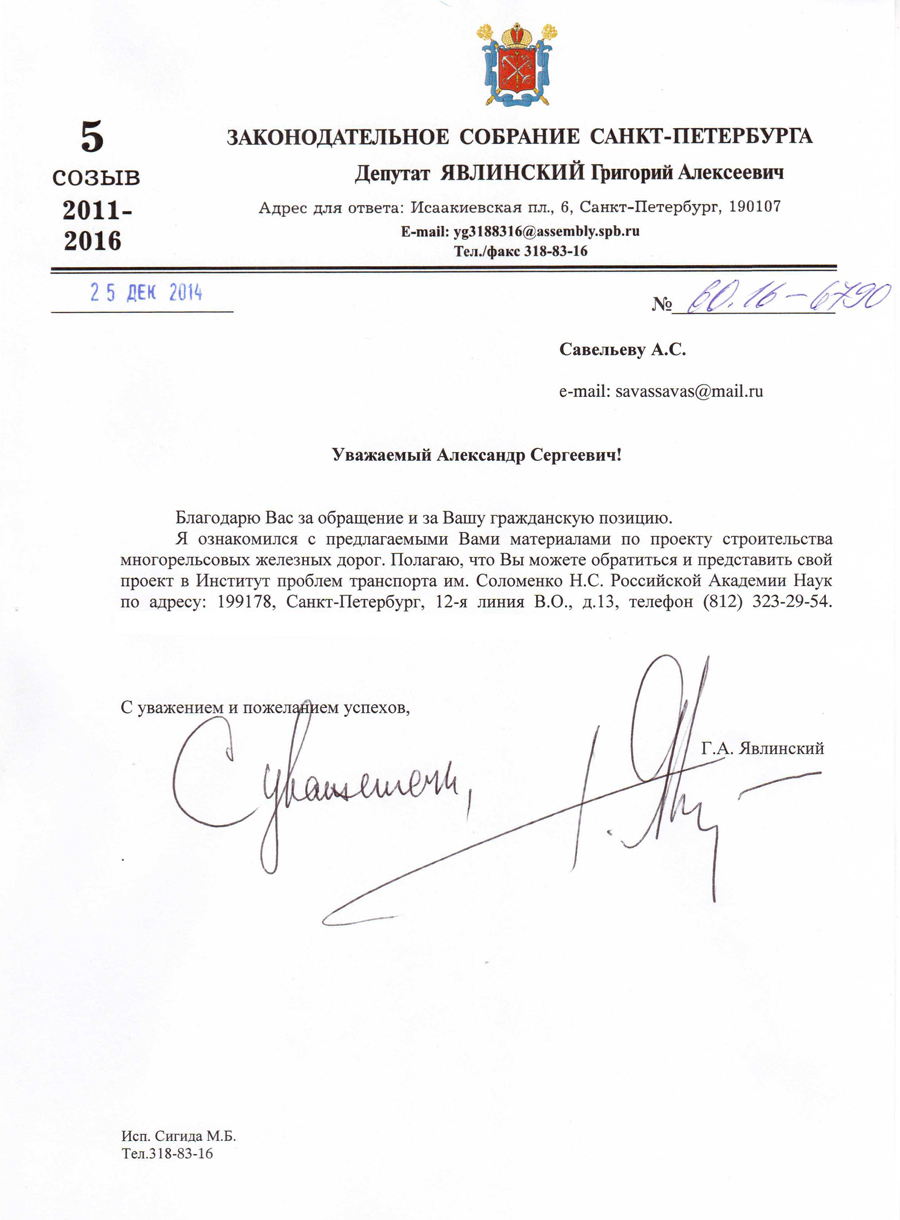 5
СОЗЫВ
2011-
2016
ЗАКОНОДАТЕЛЬНОЕ СОБРАНИЕ САНКТ-ПЕТЕРБУРГА
Депутат ЯВЛИНСКИЙ Григорий Алексеевич
Адрес для ответа: Исаакиевская пл., 6, Санкт-Петербург, 190107
E-mail: yg3188316@assembly.spb.ru
Тел./факс 318-83-16
25 ДЕК 2014
№ 60.16-6790
Савельеву А.С.
e-mail: savassavas@mail.ru
Уважаемый Александр Сергеевич!
Благодарю Вас за обращение и за Вашу гражданскую позицию.
Я ознакомился с предлагаемыми Вами материалами по проекту строительства
многорельсовых железных дорог. Полагаю, что Вы можете обратиться и представить свой
проект в Институт проблем транспорта им. Соломенко Н.С. Российской Академии Наук
по адресу: 199178, Санкт-Петербург, 12-я линия В.О., д.13, телефон (812) 323-29-54.
С уважением и пожеланием успехов,
Г.А. Явлинский
С уважением,
Исп. Сигида М.Б.
Тел.318-83-16